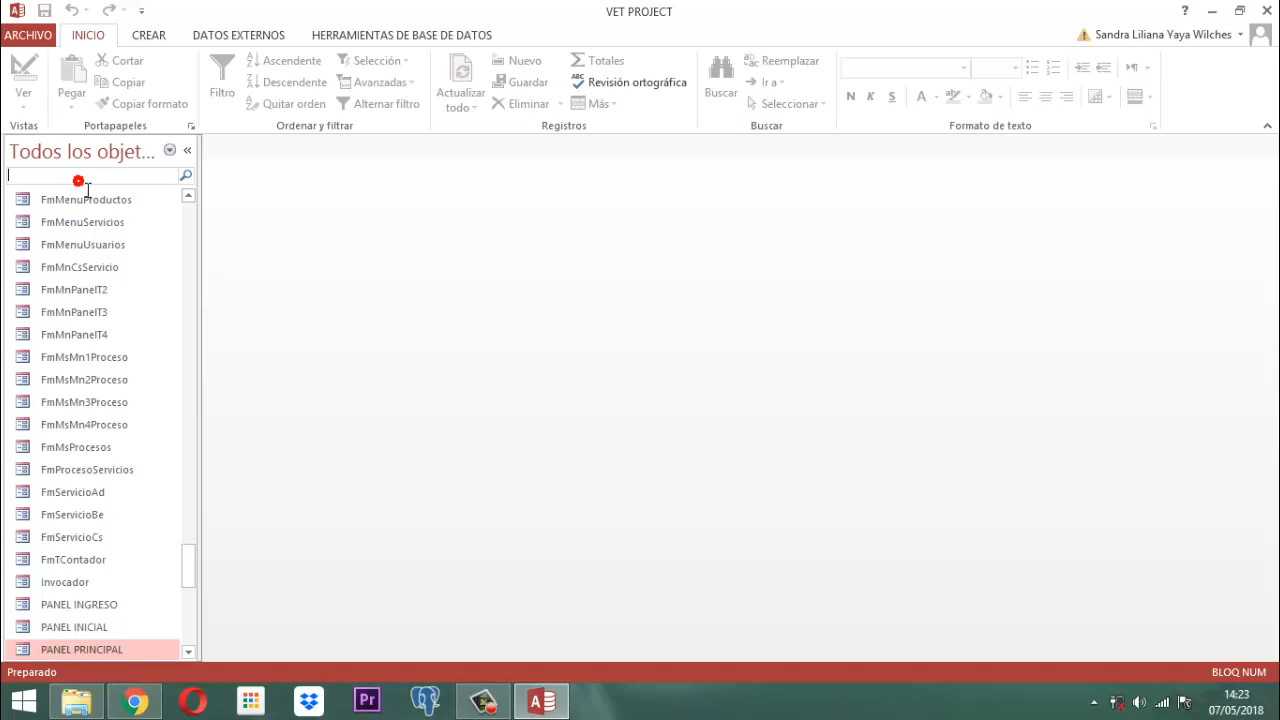 VET PROJECT
?
ARCHIVO INICIO CREAR DATOS EXTERNOS HERRAMIENTAS DE BASE DE DATOS Sandra Liliana Yaya Wilches
Ver
Vistas
Pegar
Cortar
Copiar
Copiar formato
Portapapeles
Filtro
Ascendente
Descendente
Quitar orden
Selección
Avanzadas
Alternar filtro
Ordenar y filtrar
Actualizar
todo
Nuevo
Guardar
Eliminar
Totales
Revisión ortográfica
Más
Registros
Buscar
Reemplazar
Ir a
Seleccionar
Buscar
N K S A
Formato de texto
Todos los objet...
FmMenuProductos
FmMenuServicios
FmMenuUsuarios
FmMnCsServicio
FmMnPanelT2
FmMnPanelT3
FmMnPanelT4
FmMsMn1Proceso
FmMsMn2Proceso
FmMsMn3Proceso
FmMsMn4Proceso
FmMsProcesos
FmProcesoServicios
FmServicioAd
FmServicioBe
FmServicioCs
FmTContador
Invocador
PANEL INGRESO
PANEL INICIAL
PANEL PRINCIPAL
Preparado BLOQ NUM
Pr
14:23
07/05/2018